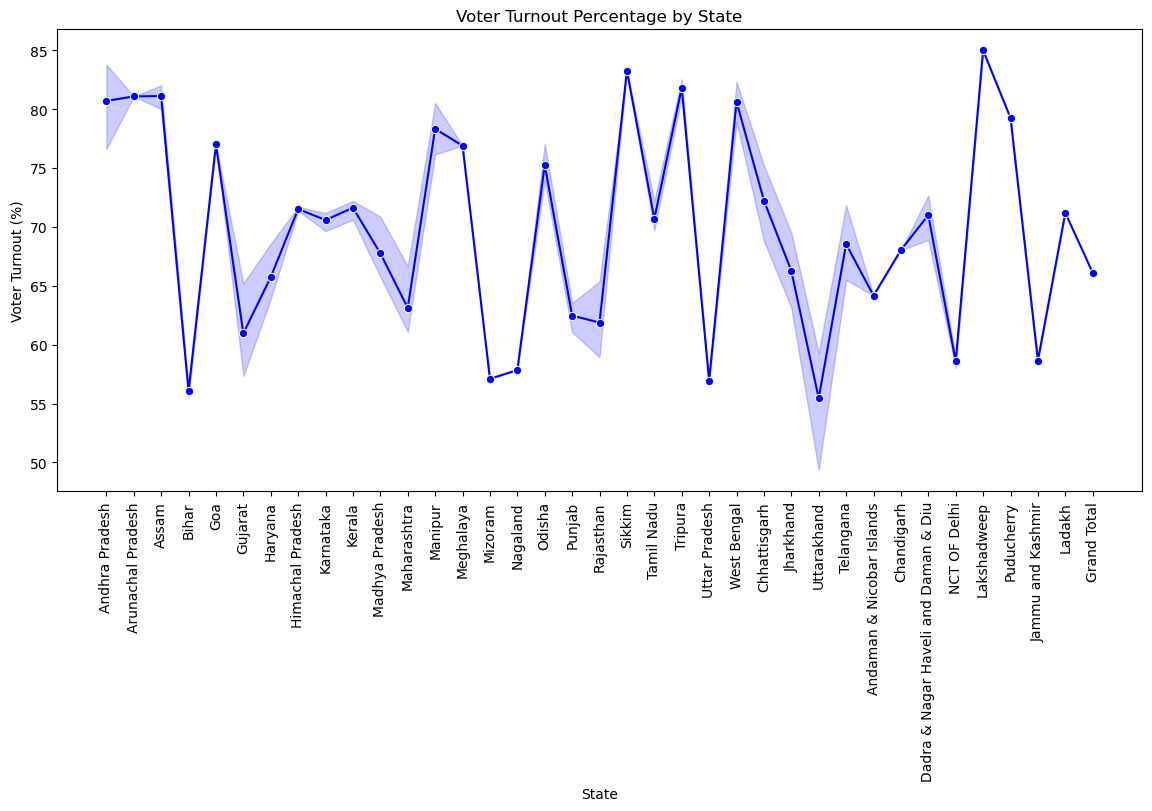 Voter Turnout Percentage by State
Voter Turnout (%)
85
80
75
70
65
60
55
50
Andhra Pradesh
Arunachal Pradesh
Assam
Bihar
Goa
Gujarat
Haryana
Himachal Pradesh
Karnataka
Kerala
Madhya Pradesh
Maharashtra
Manipur
Meghalaya
Mizoram
Nagaland
Odisha
Punjab
Rajasthan
Sikkim
Tamil Nadu
Tripura
Uttar Pradesh
West Bengal
Chhattisgarh
Jharkhand
Uttarakhand
Telangana
Andaman & Nicobar Islands
Chandigarh
Dadra & Nagar Haveli and Daman & Diu
NCT OF Delhi
Lakshadweep
Puducherry
Jammu and Kashmir
Ladakh
Grand Total
State